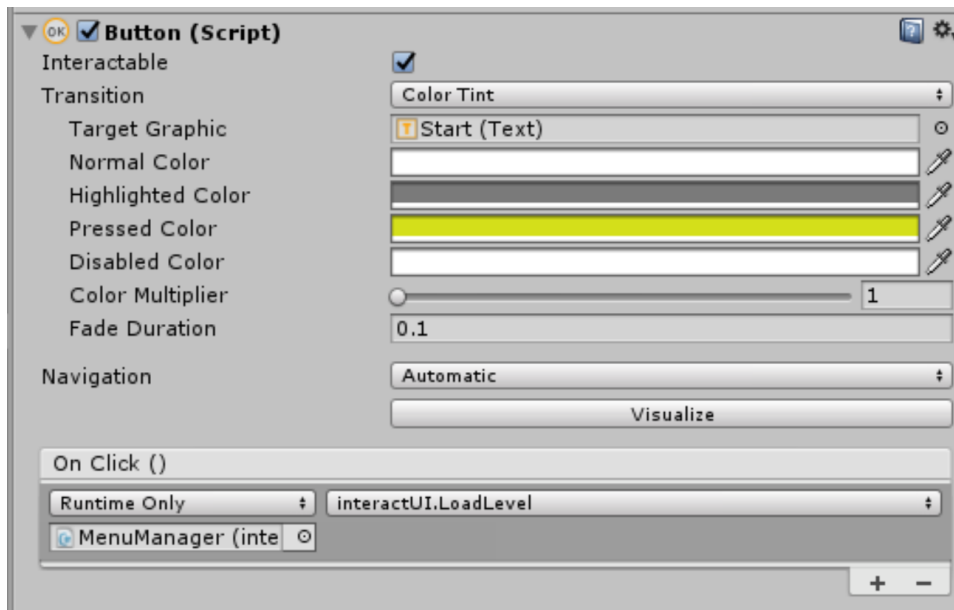 OK Button (Script)
Interactable
Transition Color Tint
Target Graphic T Start (Text)
Normal Color
Highlighted Color
Pressed Color
Disabled Color
Color Multiplier 1
Fade Duration 0.1
Navigation Automatic
Visualize
On Click ()
Runtime Only interactUI.LoadLevel
MenuManager (inte
+ −